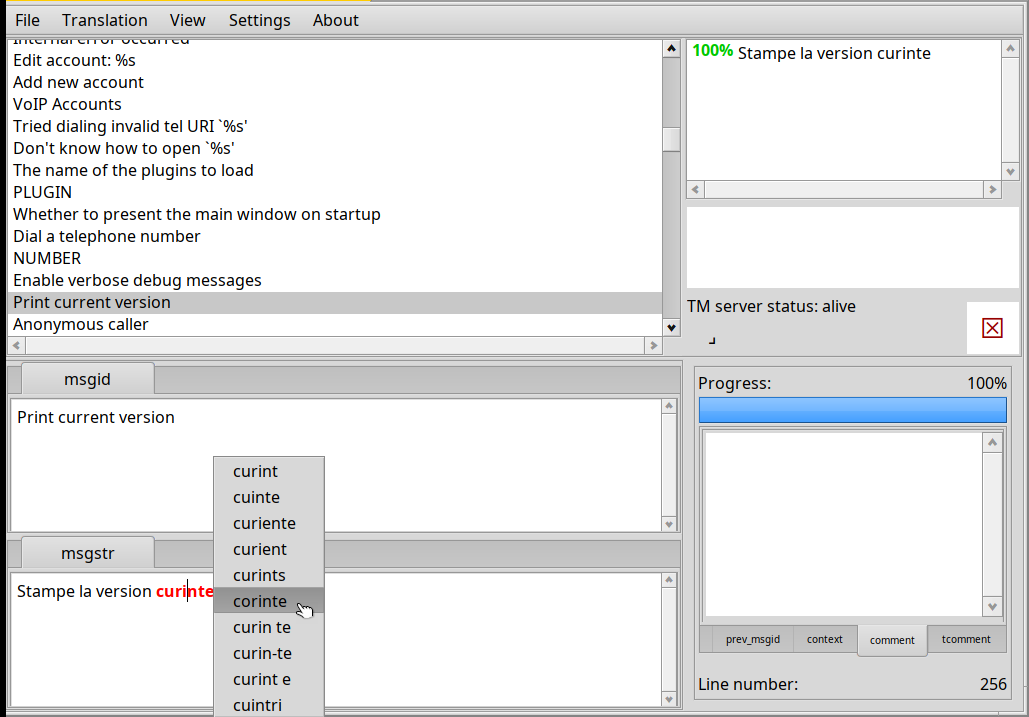 File Translation View Settings About
Internal error occurred
Edit account: %s
Add new account
VoIP Accounts
Tried dialing invalid tel URI `%s'
Don't know how to open `%s'
The name of the plugins to load
PLUGIN
Whether to present the main window on startup
Dial a telephone number
NUMBER
Enable verbose debug messages
Print current version
Anonymous caller
100% Stampe la version curinte
TM server status: alive
msgid
Print current version
msgstr
Stampe la version curinte
curint
cuinte
curiente
curient
curints
corinte
curin te
curin-te
curint e
cuintri
Progress: 100%
prev_msgid context comment tcomment
Line number: 256